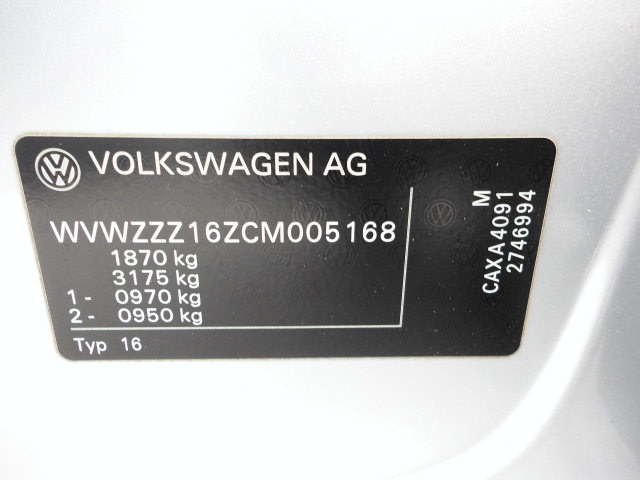 VOLKSWAGEN AG
WVWZZZ16ZCM005168
1870 kg
3175 kg
1 - 0970 kg
2 - 0950 kg
Typ 16
M
CAXA4091
2746994